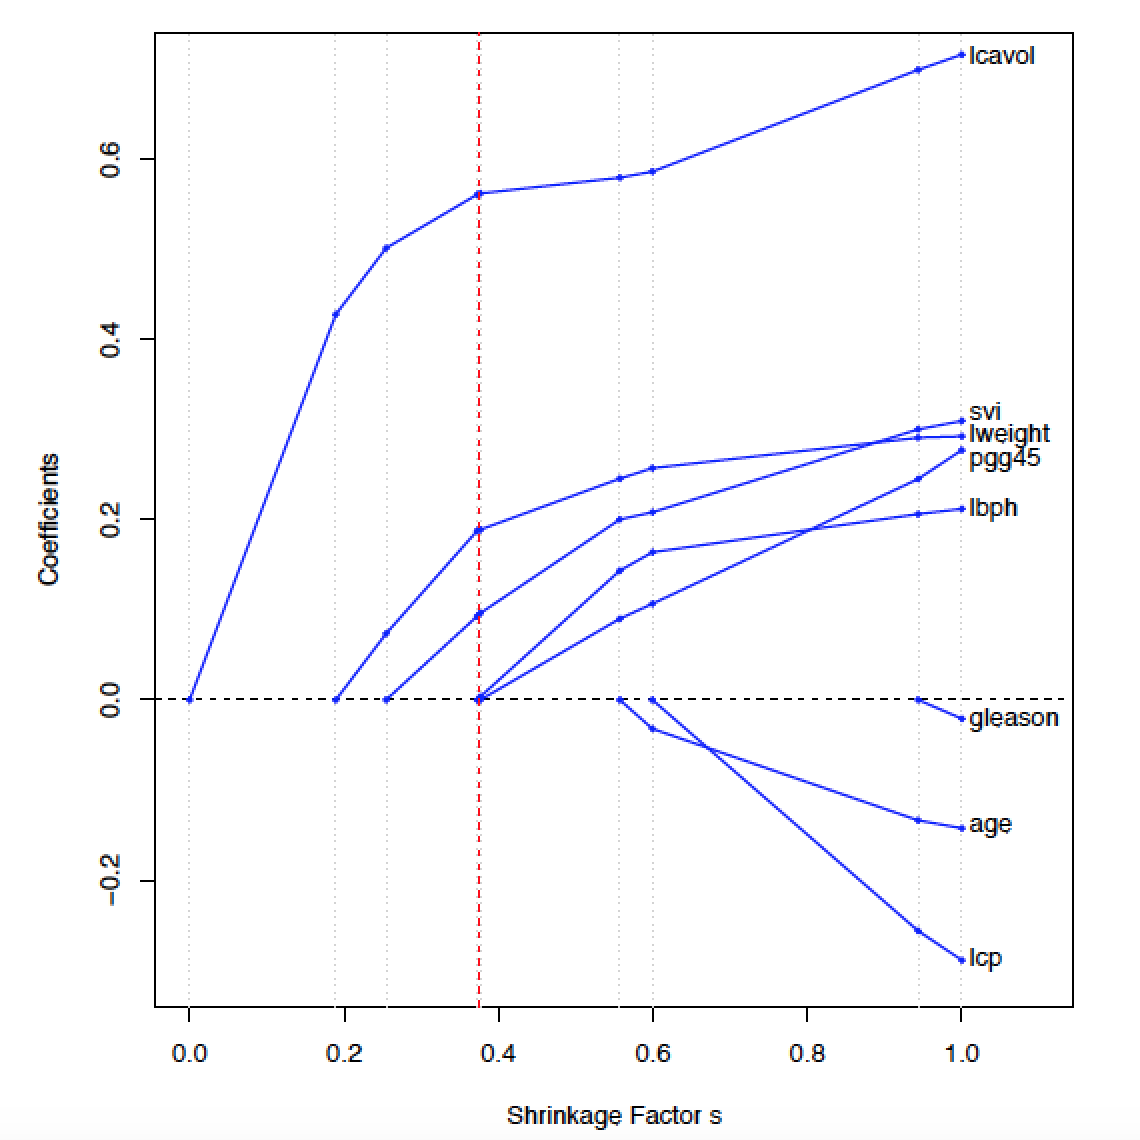 lcavol
svi
lweight
pgg45
lbph
gleason
age
lcp
0.6
0.4
0.2
0.0
−0.2
Coefficients
0.0 0.2 0.4 0.6 0.8 1.0
Shrinkage Factor s